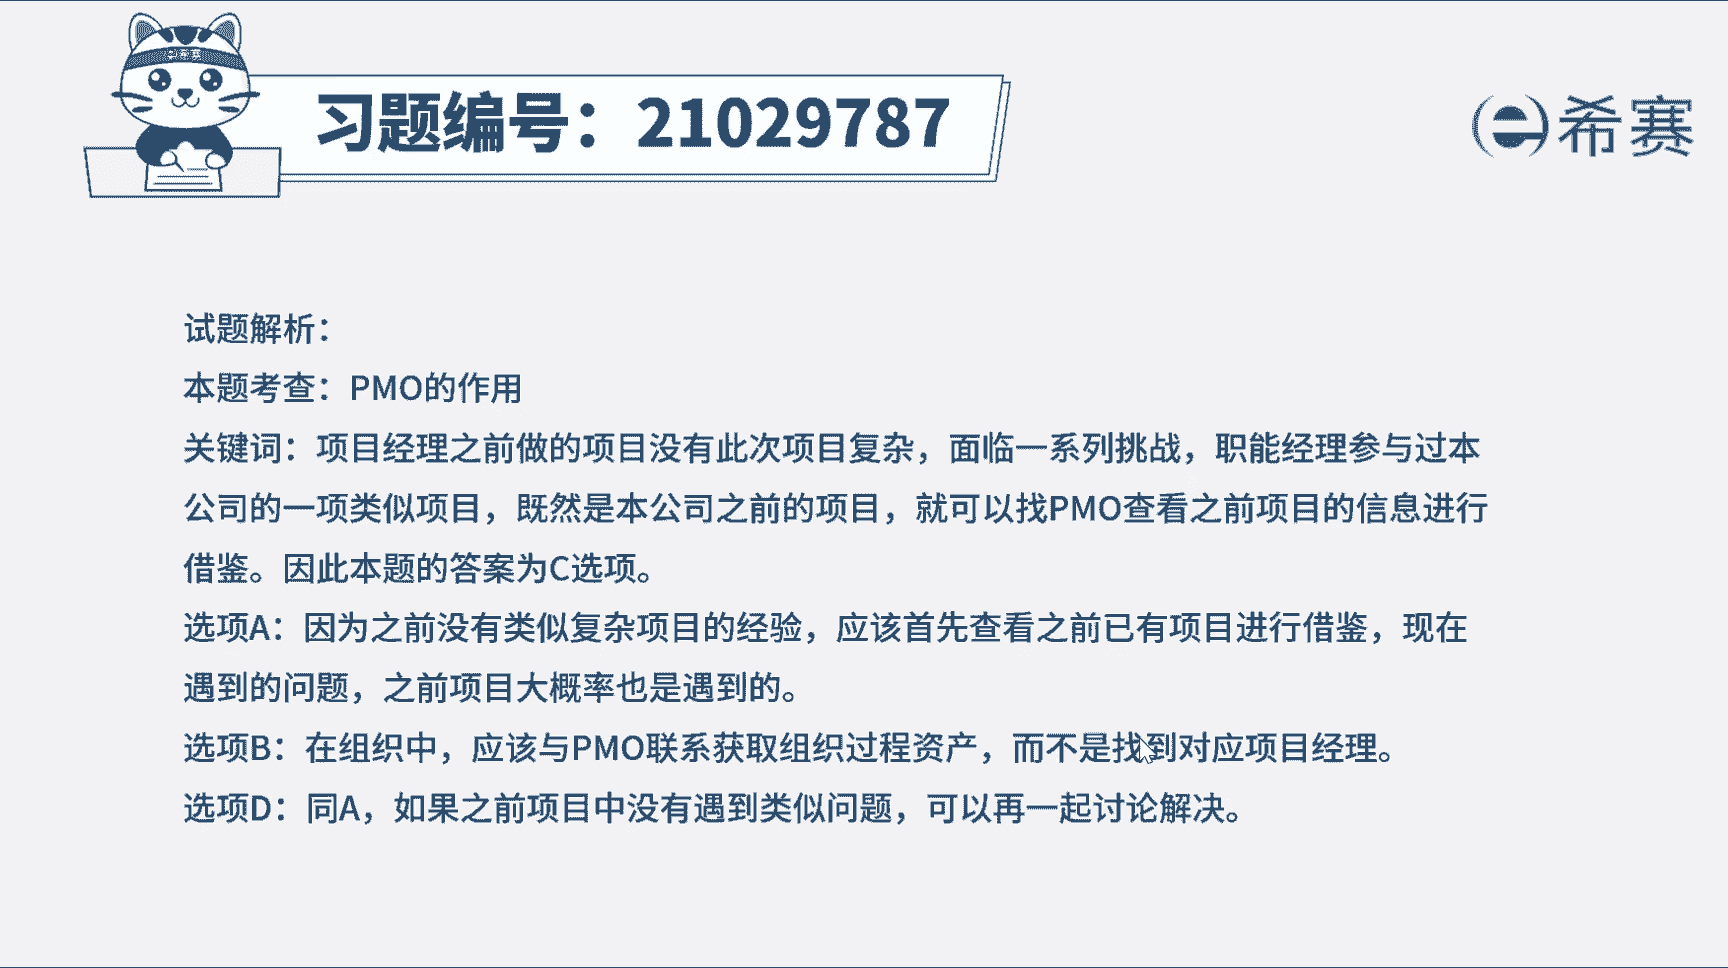 习题编号：21029787
希赛
试题解析：
本题考查：PMO的作用
关键词：项目经理之前做的项目没有此次项目复杂，面临一系列挑战，职能经理参与过本
公司的一项类似项目，既然是本公司之前的项目，就可以找PMO查看之前项目的信息进行
借鉴。因此本题的答案为C选项。
选项A：因为之前没有类似复杂项目的经验，应该首先查看之前已有项目进行借鉴，现在
遇到的问题，之前项目大概率也是遇到的。
选项B：在组织中，应该与PMO联系获取组织过程资产，而不是找到对应项目经理。
选项D：同A，如果之前项目中没有遇到类似问题，可以再一起讨论解决。